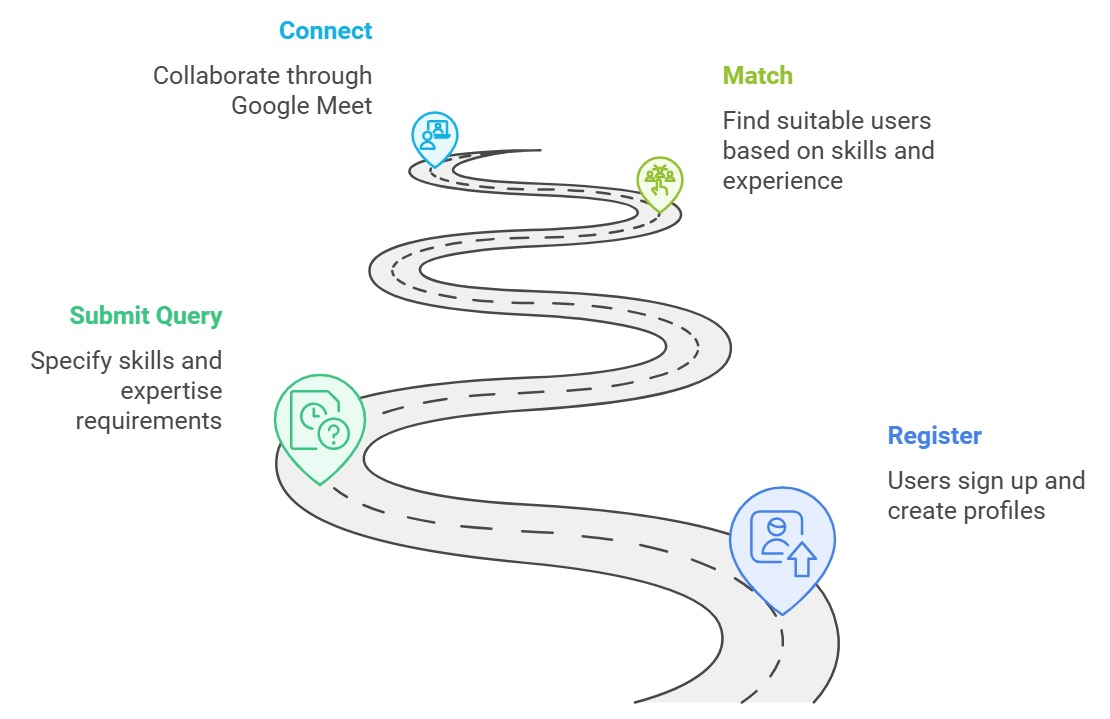 Connect
Collaborate through
Google Meet
Match
Find suitable users
based on skills and
experience
Submit Query
Specify skills and
expertise
requirements
Register
Users sign up and
create profiles
?